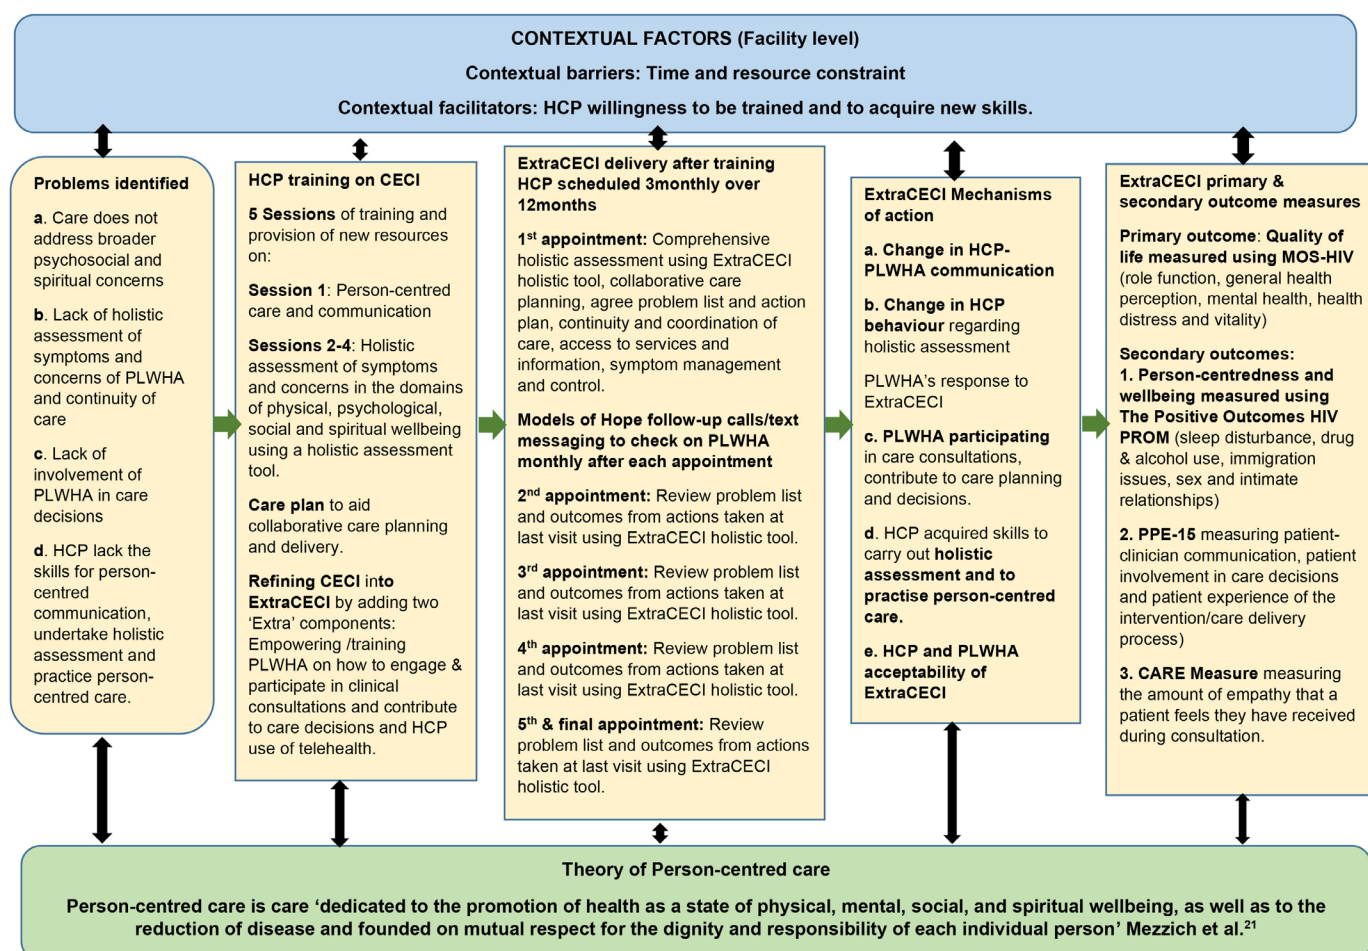 CONTEXTUAL FACTORS (Facility level)
Contextual barriers: Time and resource constraint
Contextual facilitators: HCP willingness to be trained and to acquire new skills.
Problems identified
a. Care does not
address broader
psychosocial and
spiritual concerns
b. Lack of holistic
assessment of
symptoms and
concerns of PLWHA
and continuity of
care
c. Lack of
involvement of
PLWHA in care
decisions
d. HCP lack the
skills for person-
centred
communication,
undertake holistic
assessment and
practice person-
centred care.
HCP training on CECI
5 Sessions of training and
provision of new resources
on:
Session 1: Person-centred
care and communication
Sessions 2-4: Holistic
assessment of symptoms
and concerns in the domains
of physical, psychological,
social and spiritual wellbeing
using a holistic assessment
tool.
Care plan to aid
collaborative care planning
and delivery.
Refining CECI into
ExtraCECI by adding two
‘Extra’ components:
Empowering /training
PLWHA on how to engage &
participate in clinical
consultations and contribute
to care decisions and HCP
use of telehealth.
ExtraCECI delivery after training
HCP scheduled 3monthly over
12months
1st appointment: Comprehensive
holistic assessment using ExtraCECI
holistic tool, collaborative care
planning, agree problem list and action
plan, continuity and coordination of
care, access to services and
information, symptom management
and control.
Models of Hope follow-up calls/text
messaging to check on PLWHA
monthly after each appointment
2nd appointment: Review problem list
and outcomes from actions taken at
last visit using ExtraCECI holistic tool.
3rd appointment: Review problem list
and outcomes from actions taken at
last visit using ExtraCECI holistic tool.
4th appointment: Review problem list
and outcomes from actions taken at
last visit using ExtraCECI holistic tool.
5th & final appointment: Review
problem list and outcomes from actions
taken at last visit using ExtraCECI
holistic tool.
ExtraCECI Mechanisms
of action
a. Change in HCP-
PLWHA communication
b. Change in HCP
behaviour regarding
holistic assessment
PLWHA’s response to
ExtraCECI
c. PLWHA participating
in care consultations,
contribute to care planning
and decisions.
d. HCP acquired skills to
carry out holistic
assessment and to
practise person-centred
care.
e. HCP and PLWHA
acceptability of
ExtraCECI
ExtraCECI primary &
secondary outcome measures
Primary outcome: Quality of
life measured using MOS-HIV
(role function, general health
perception, mental health, health
distress and vitality)
Secondary outcomes:
1. Person-centredness and
wellbeing measured using
The Positive Outcomes HIV
PROM (sleep disturbance, drug
& alcohol use, immigration
issues, sex and intimate
relationships)
2. PPE-15 measuring patient-
clinician communication, patient
involvement in care decisions
and patient experience of the
intervention/care delivery
process)
3. CARE Measure measuring
the amount of empathy that a
patient feels they have received
during consultation.
Theory of Person-centred care
Person-centred care is care ‘dedicated to the promotion of health as a state of physical, mental, social, and spiritual wellbeing, as well as to the
reduction of disease and founded on mutual respect for the dignity and responsibility of each individual person’ Mezzich et al.21